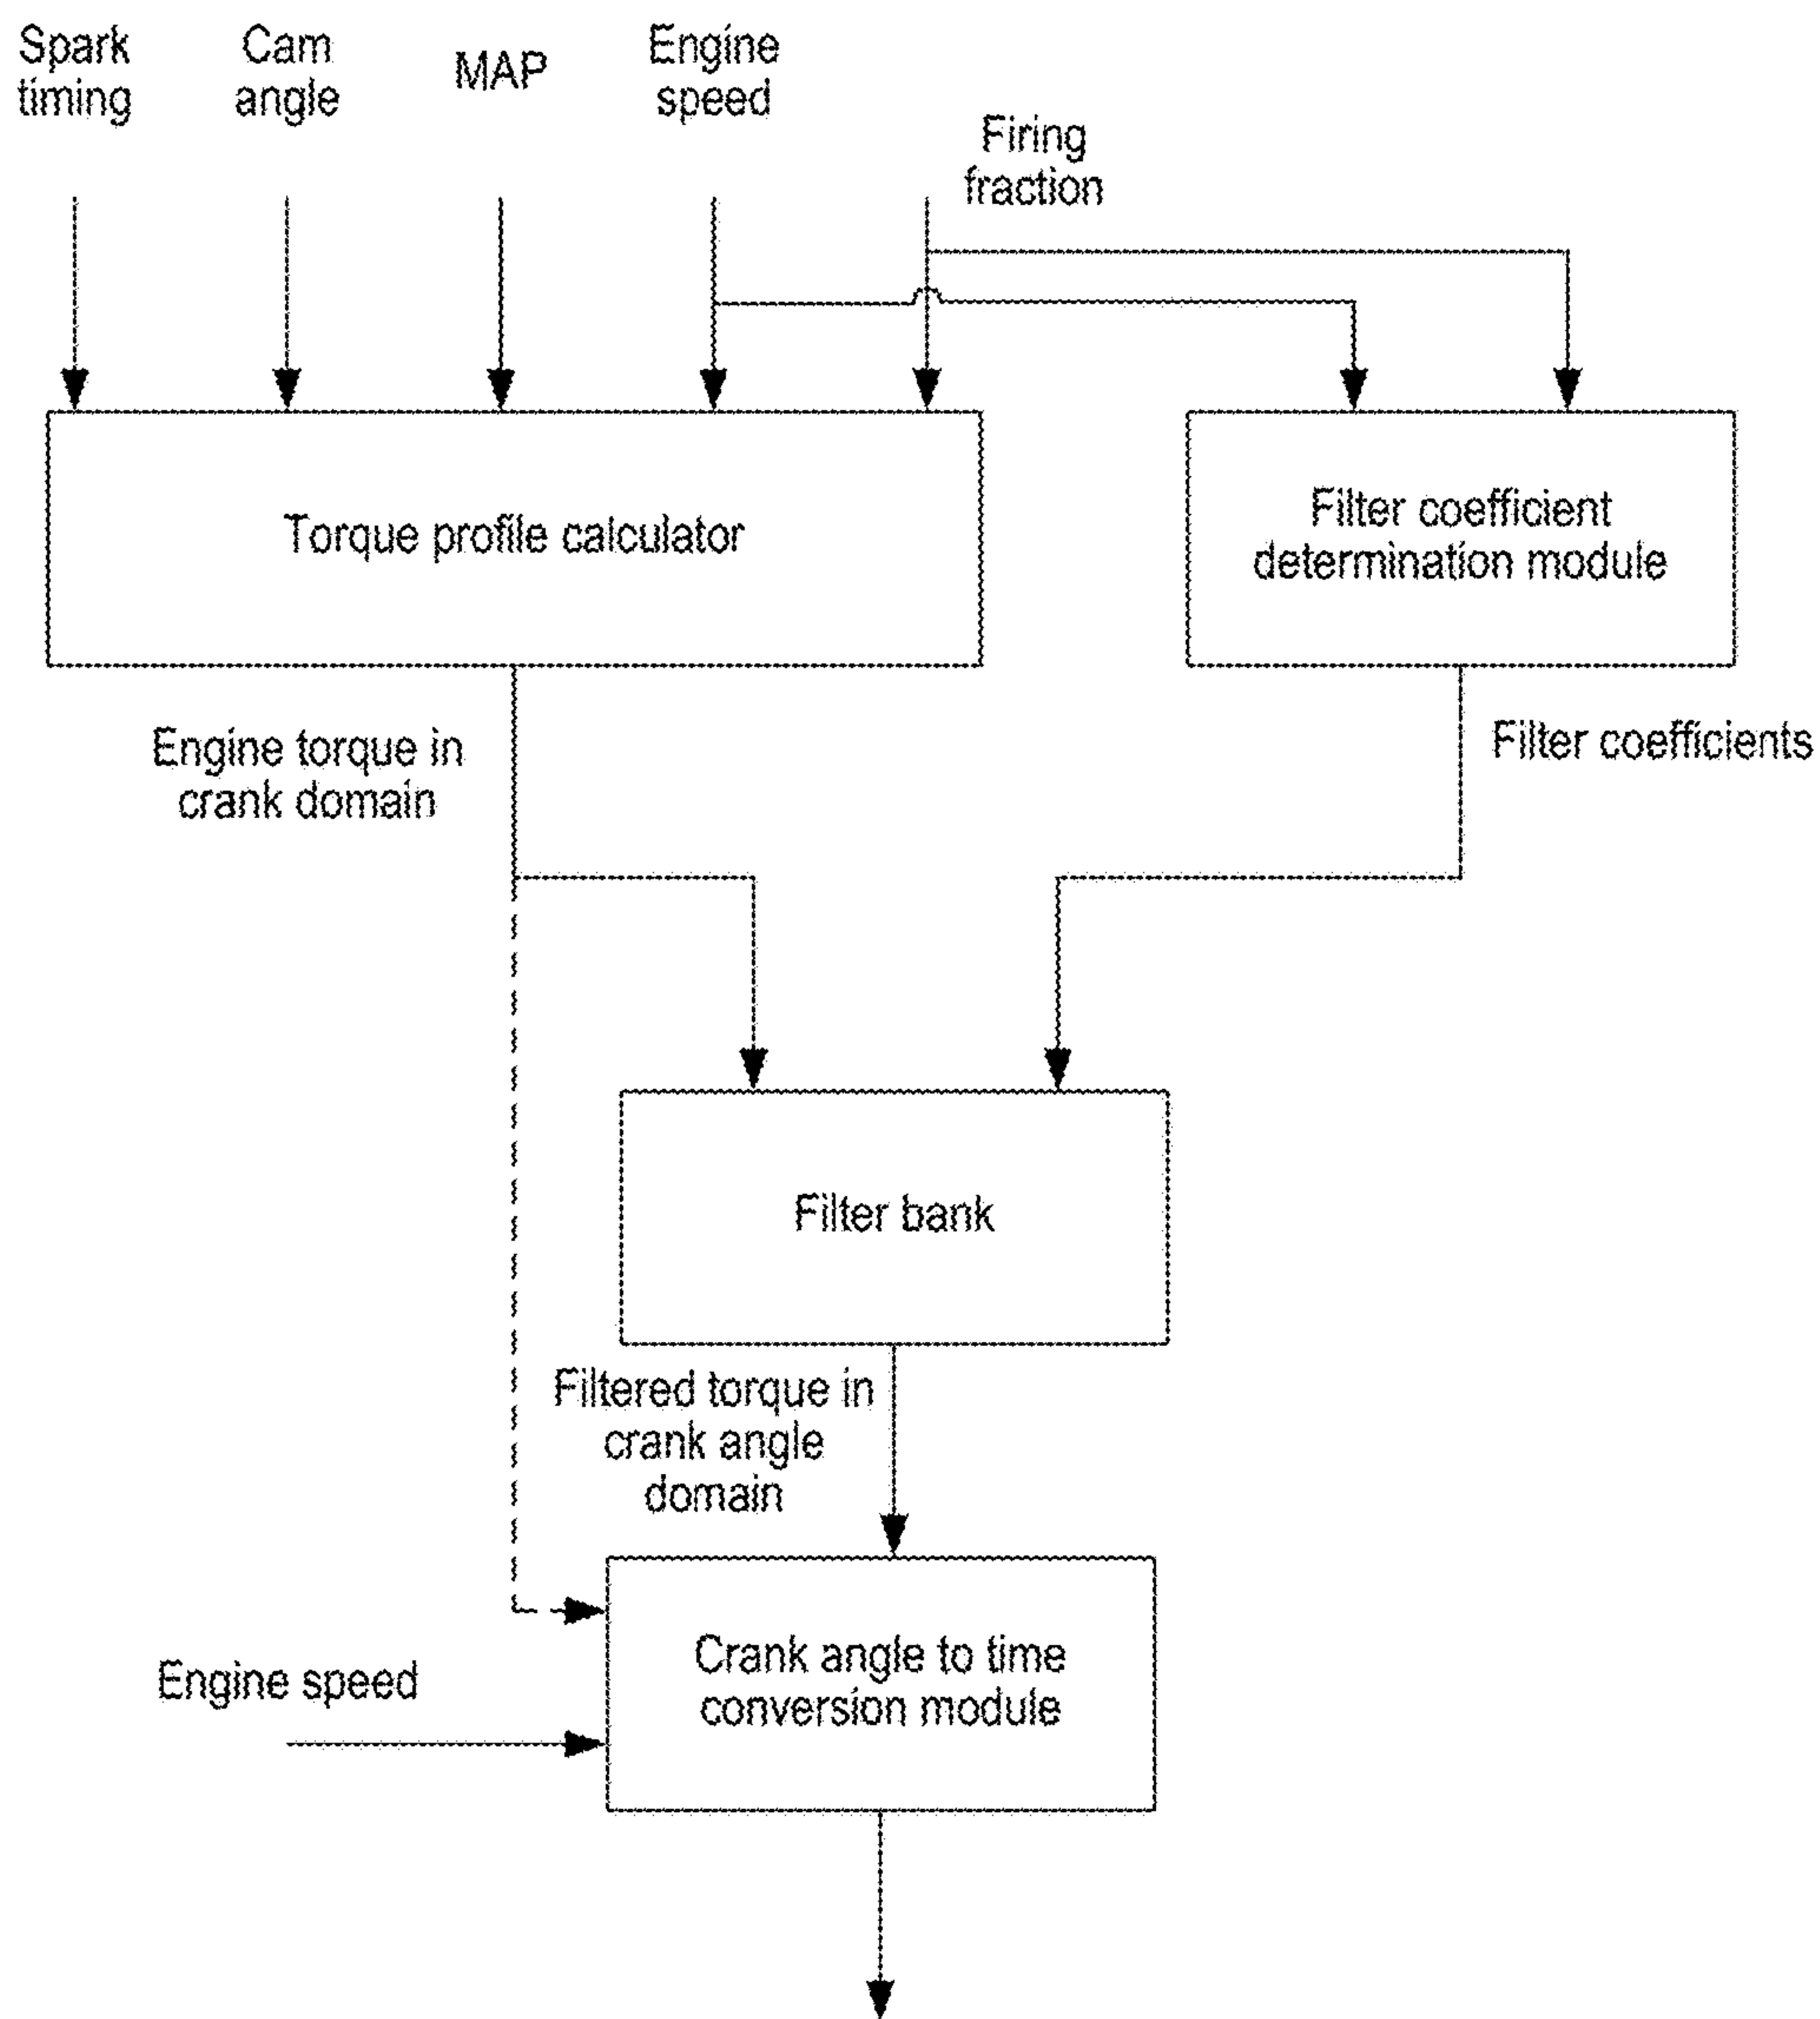 Spark
timing
Cam
angle
MAP
Engine
speed
Firing
fraction
Torque profile calculator
Filter coefficient
determination module
Engine torque in
crank domain
Filter coefficients
Filter bank
Filtered torque in
crank angle
domain
Crank angle to time
conversion module
Engine speed